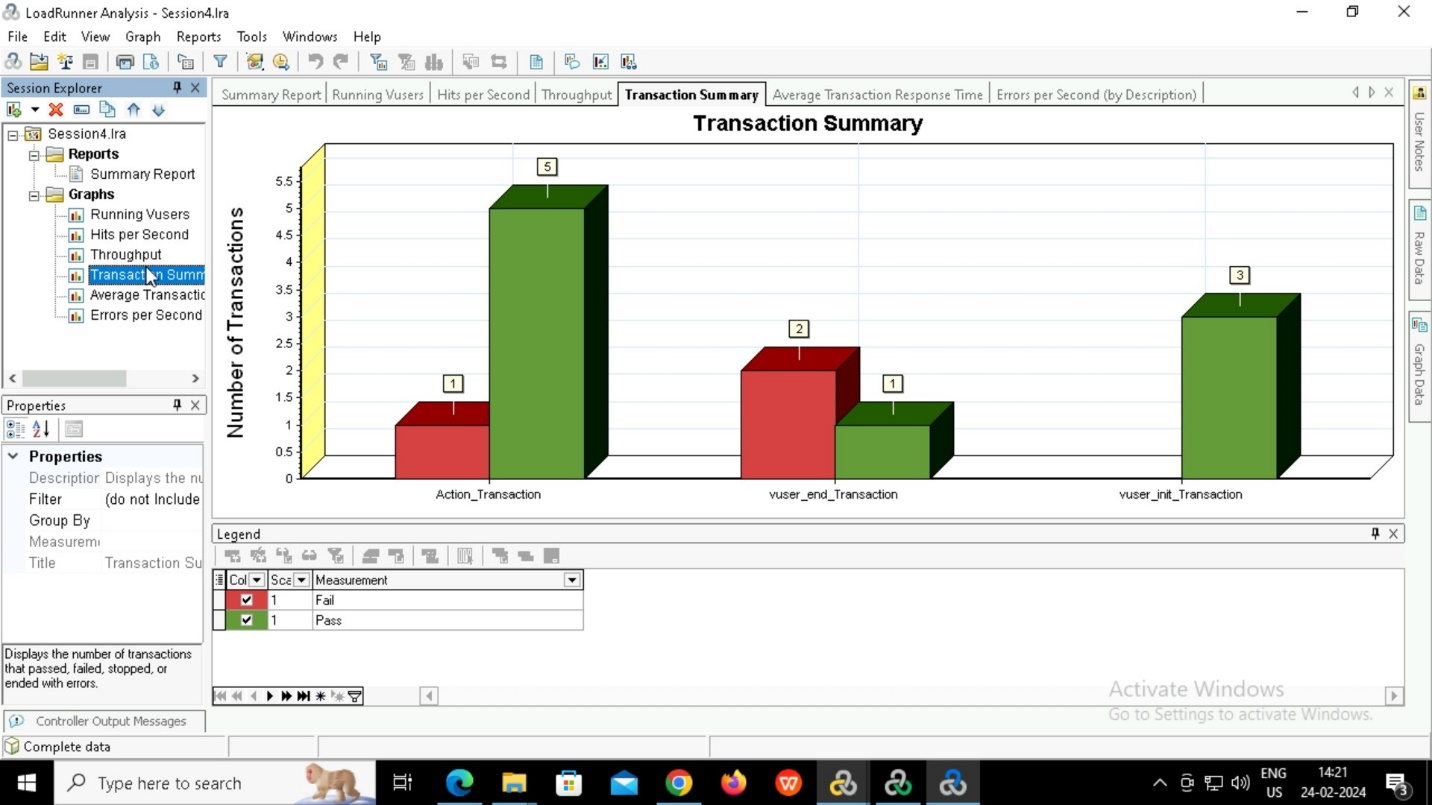 LoadRunner Analysis - Session4.lra
File Edit View Graph Reports Tools Windows Help
Session Explorer
Session4.lra
Reports
Summary Report
Graphs
Running Vusers
Hits per Second
Throughput
Transaction Summ
Average Transactic
Errors per Second
Properties
Properties
Description Displays the nu
Filter (do not Include
Group By
Measureme
Title Transaction Su
Displays the number of transactions
that passed, failed, stopped, or
ended with errors.
Controller Output Messages
Complete data
Summary Report Running Vusers Hits per Second Throughput Transaction Summary Average Transaction Response Time Errors per Second (by Description)
Transaction Summary
Number of Transactions
5.5
5
4.5
4
3.5
3
2.5
2
1.5
1
0.5
0
1
5
2
1
3
Action_Transaction vuser_end_Transaction vuser_init_Transaction
Legend
Col Sca Measurement
1 Fail
1 Pass
User Notes
Raw Data
Graph Data
Activate Windows
Go to Settings to activate Windows.
Type here to search
ENG
US
14:21
24-02-2024
3